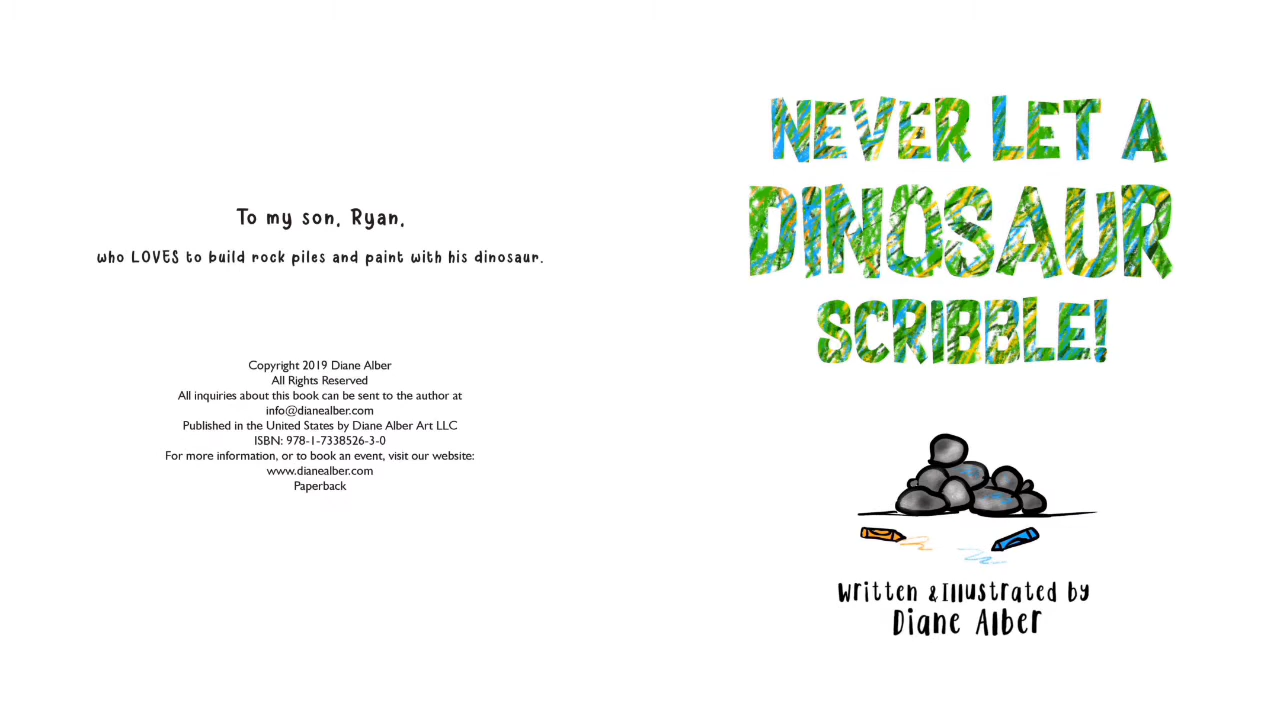 To my son, Ryan,
who LOVES to build rock piles and paint with his dinosaur.
Copyright 2019 Diane Alber
All Rights Reserved
All inquiries about this book can be sent to the author at
info@dianealber.com
Published in the United States by Diane Alber Art LLC
ISBN: 978-1-7338526-3-0
For more information, or to book an event, visit our website:
www.dianealber.com
Paperback
NEVER LET A
DINOSAUR
SCRIBBLE!
Written & Illustrated by
Diane Alber